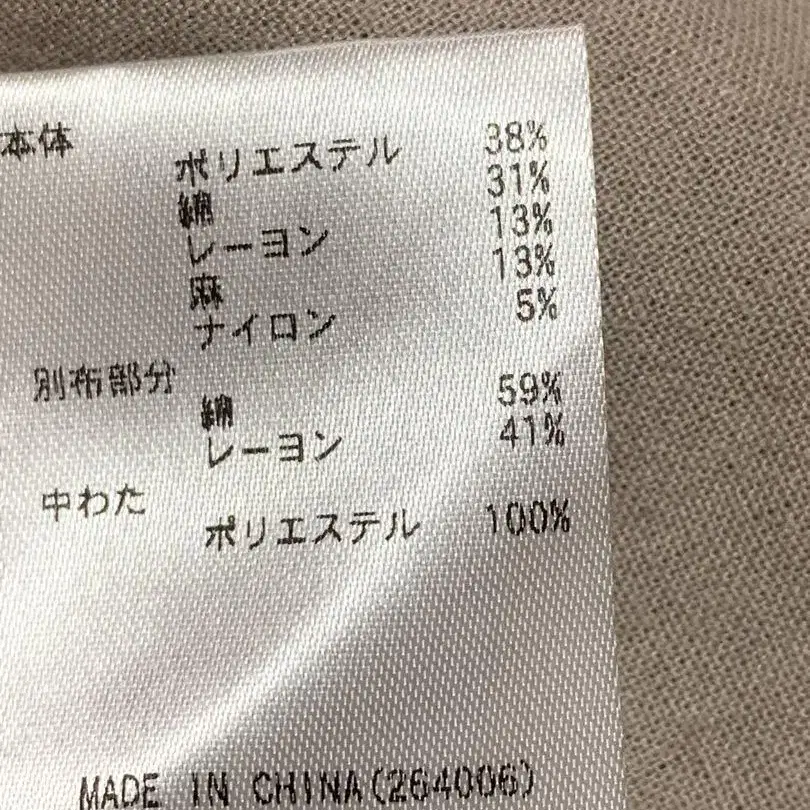 本体
ポリエステル 38%
綿 31%
レーヨン 13%
麻 13%
ナイロン 5%
別布部分
綿 59%
レーヨン 41%
中わた
ポリエステル 100%
MADE IN CHINA(264006)